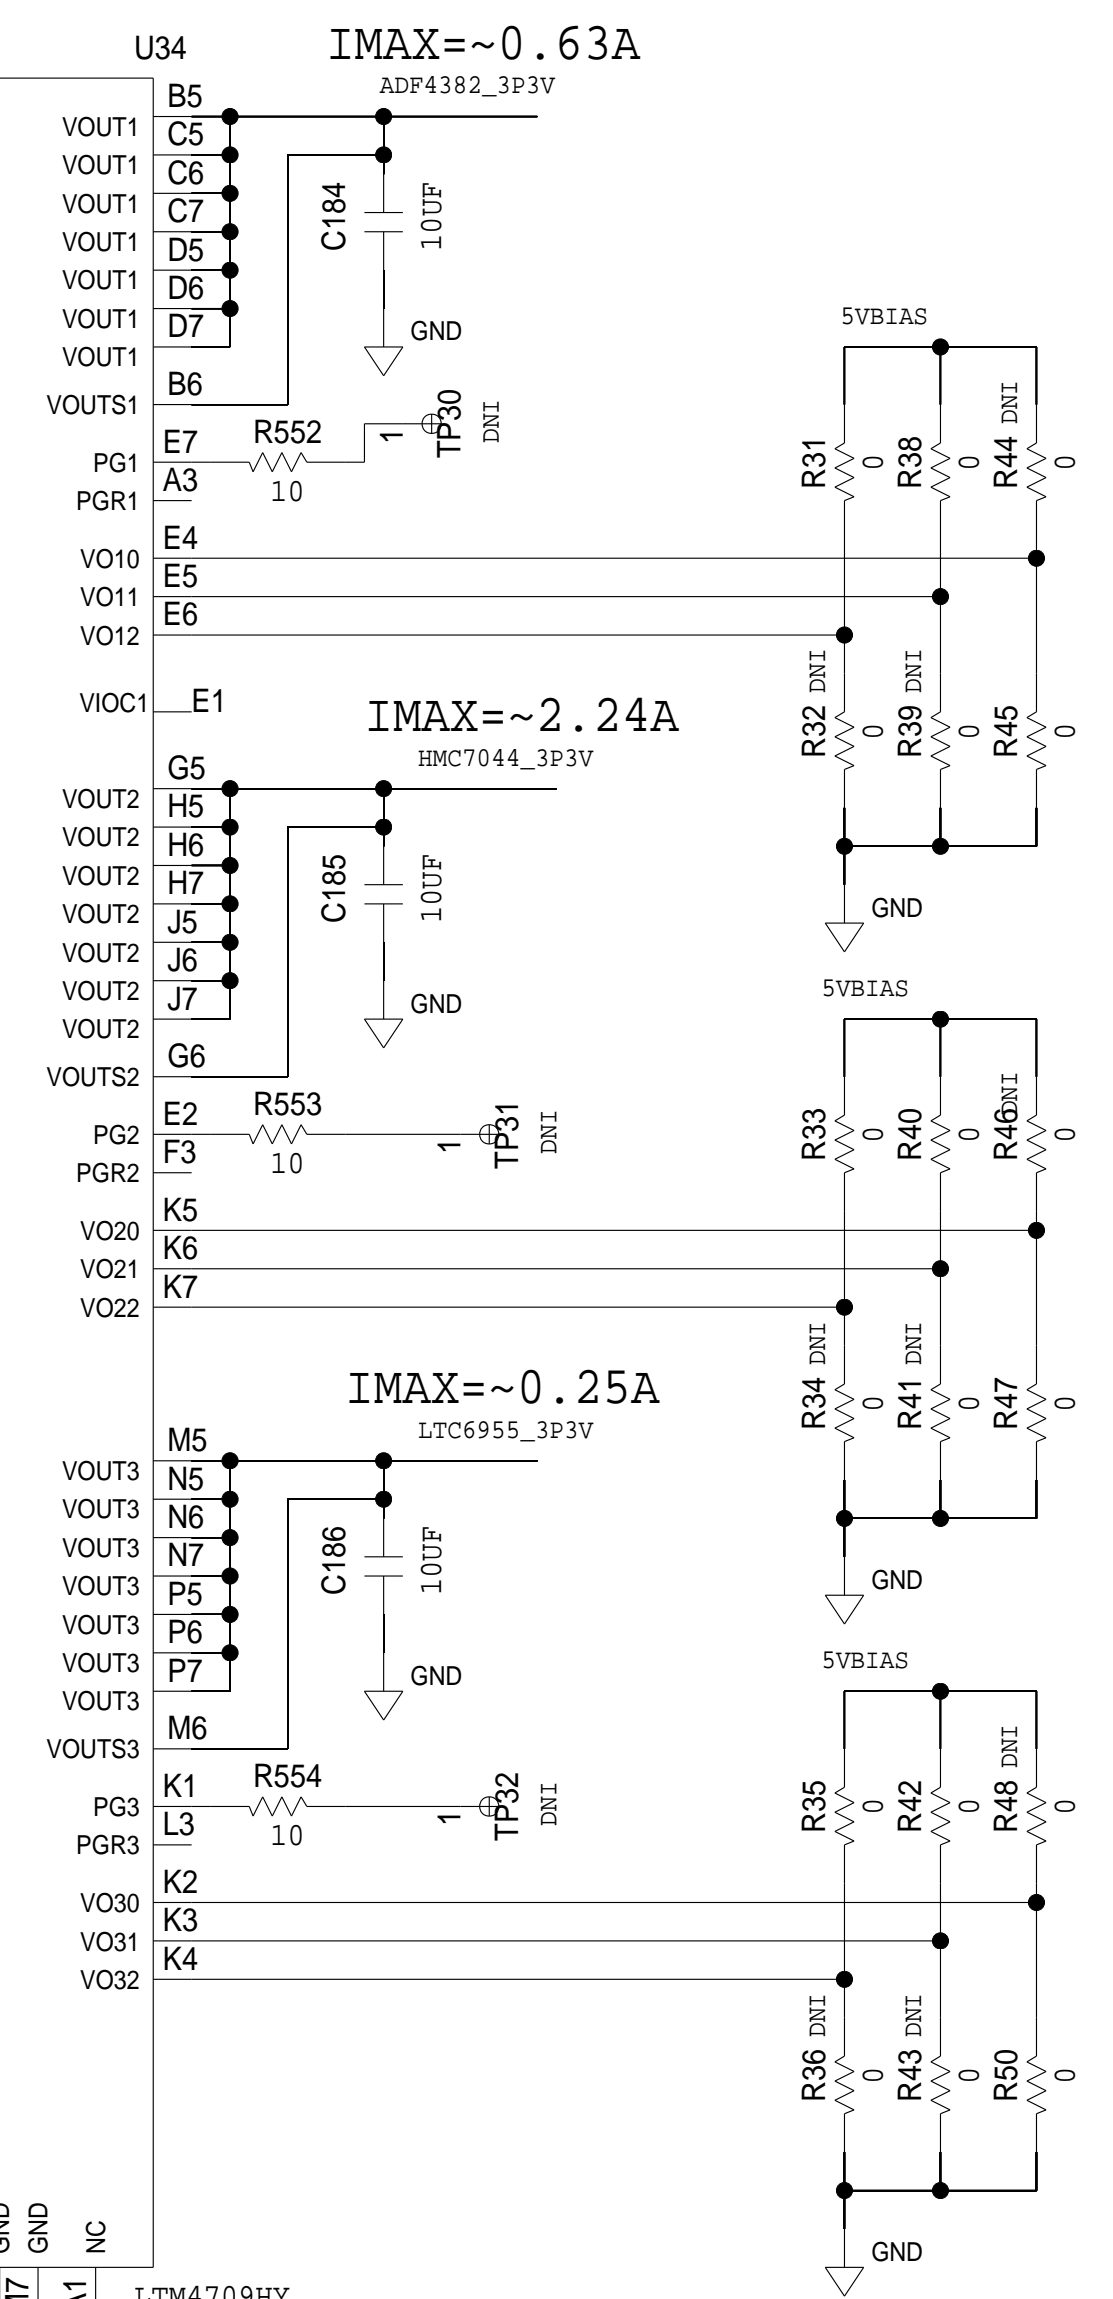 U34
IMAX=~0.63A
ADF4382_3P3V
VOUT1 B5
VOUT1 C5
VOUT1 C6
VOUT1 C7
VOUT1 D5
VOUT1 D6
VOUT1 D7
VOUTS1 B6
C184 10UF
GND
PG1 E7
R552
10
1 TP30 DNI
PGR1 A3
VO10 E4
VO11 E5
VO12 E6
VIOC1 E1
5VBIAS
R31 0
R38 0
R44 DNI 0
R32 DNI 0
R39 DNI 0
R45 0
GND
IMAX=~2.24A
HMC7044_3P3V
VOUT2 G5
VOUT2 H5
VOUT2 H6
VOUT2 H7
VOUT2 J5
VOUT2 J6
VOUT2 J7
VOUTS2 G6
C185 10UF
GND
PG2 E2
R553
10
1 TP31 DNI
PGR2 F3
VO20 K5
VO21 K6
VO22 K7
5VBIAS
R33 0
R40 0
R46 DNI 0
R34 DNI 0
R41 DNI 0
R47 0
GND
IMAX=~0.25A
LTC6955_3P3V
VOUT3 M5
VOUT3 N5
VOUT3 N6
VOUT3 N7
VOUT3 P5
VOUT3 P6
VOUT3 P7
VOUTS3 M6
C186 10UF
GND
PG3 K1
R554
10
1 TP32 DNI
PGR3 L3
VO30 K2
VO31 K3
VO32 K4
5VBIAS
R35 0
R42 0
R48 DNI 0
R36 DNI 0
R43 DNI 0
R50 0
GND
GND
GND
NC
A1
LTM4709HY